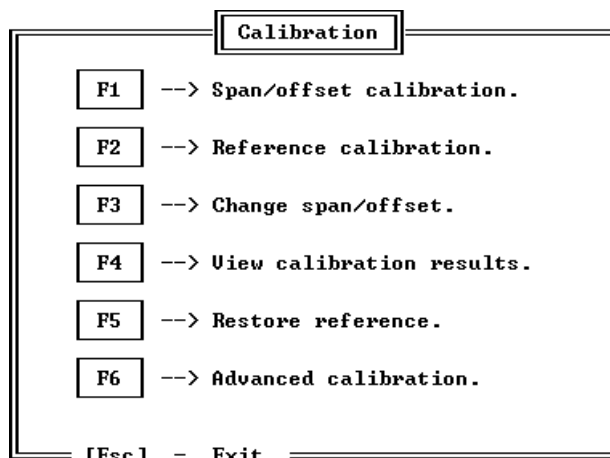 Calibration
F1 --> Span/offset calibration.
F2 --> Reference calibration.
F3 --> Change span/offset.
F4 --> View calibration results.
F5 --> Restore reference.
F6 --> Advanced calibration.
[Esc] - Exit